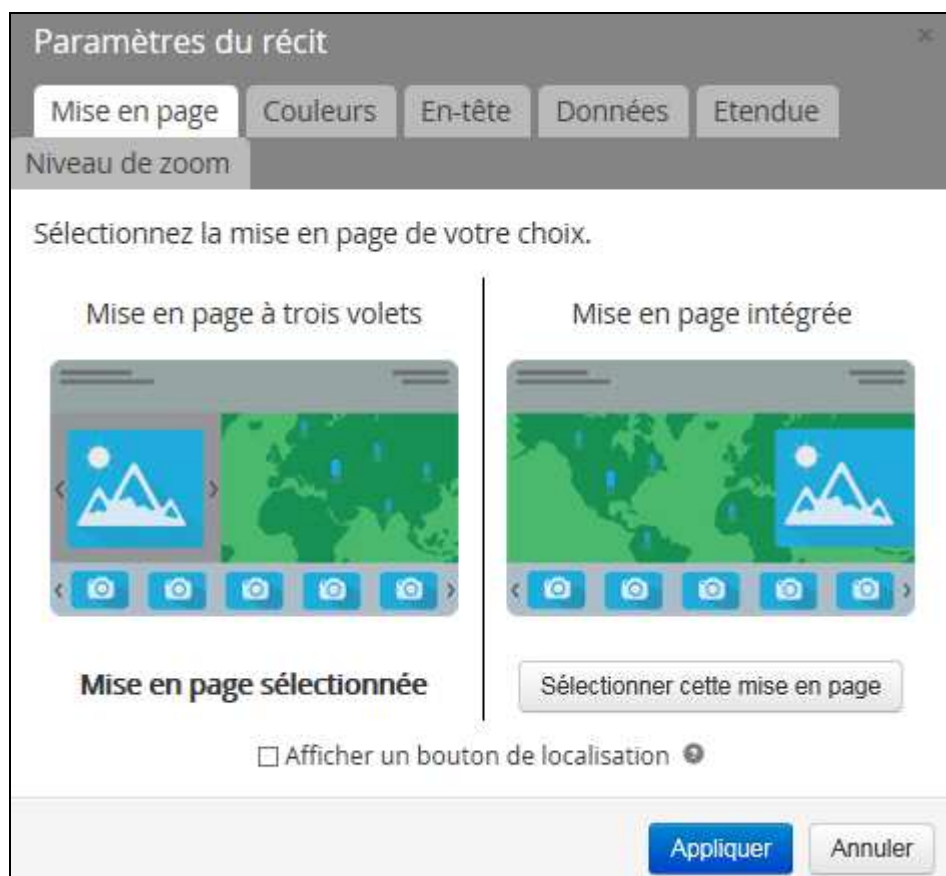 Paramètres du récit
×
Mise en page
Couleurs
En-tête
Données
Etendue
Niveau de zoom
Sélectionnez la mise en page de votre choix.
Mise en page à trois volets
Mise en page intégrée
Mise en page sélectionnée
Sélectionner cette mise en page
Afficher un bouton de localisation ?
Appliquer
Annuler